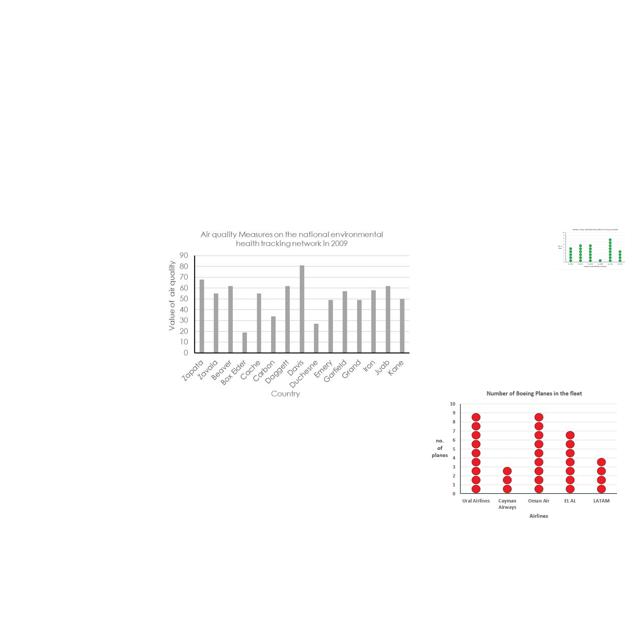 Air quality Measures on the national environmental
health tracking network in 2009
Value of air quality
90
80
70
60
50
40
30
20
10
0
Zapata
Zavala
Beaver
Box Elder
Cache
Carbon
Daggett
Davis
Duchesne
Emery
Garfield
Grand
Iron
Juab
Kane
Country
Number of Boeing Planes in the fleet
no.
of
planes
10
9
8
7
6
5
4
3
2
1
0
Ural Airlines
Cayman
Airways
Oman Air
EL AL
LATAM
Airlines